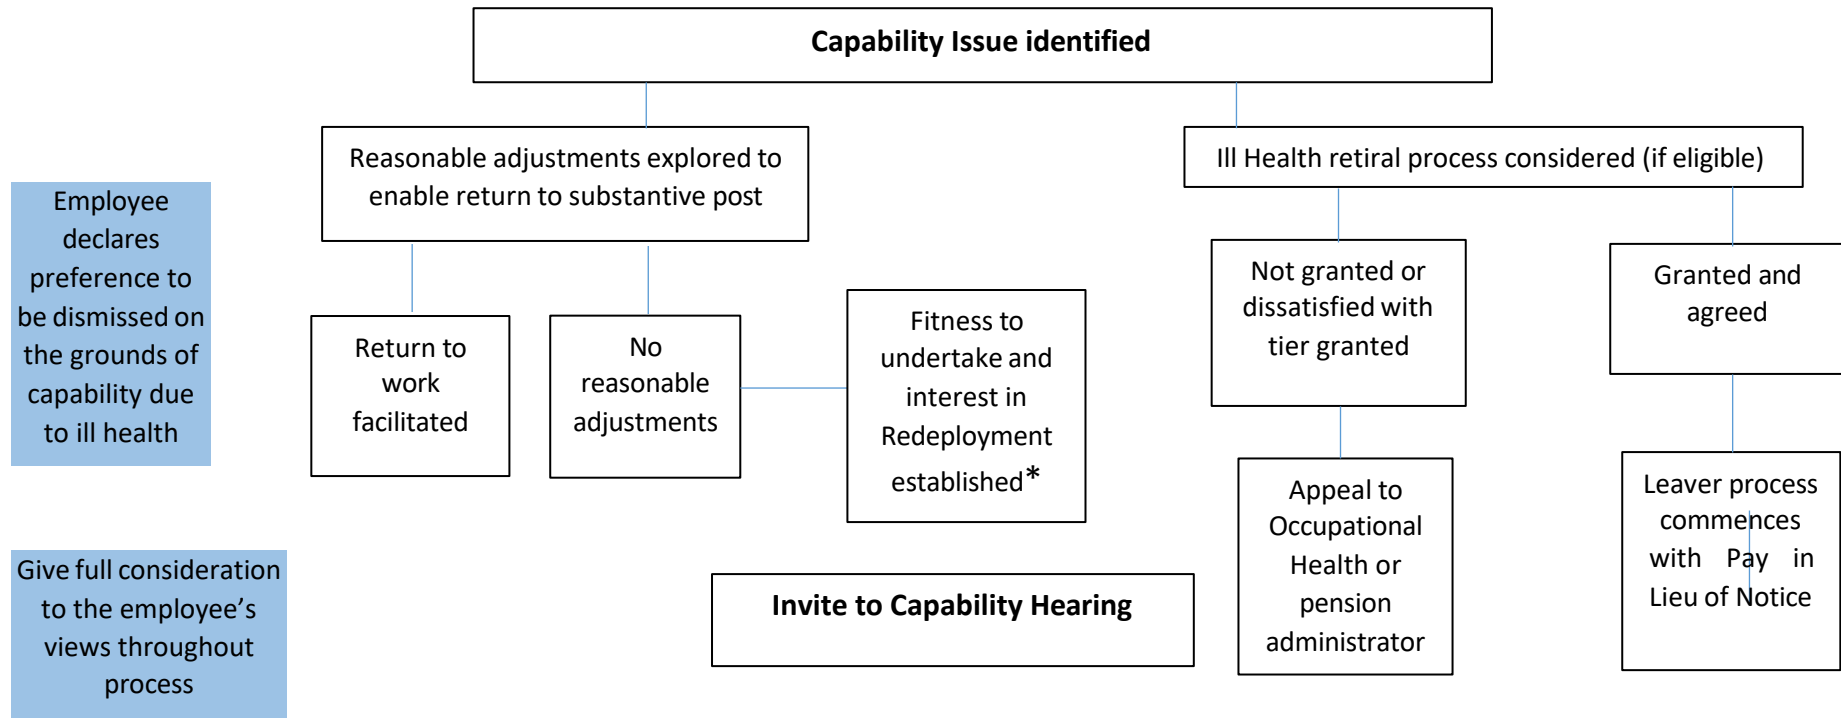 Capability Issue identified
Reasonable adjustments explored to
enable return to substantive post
Ill Health retiral process considered (if eligible)
Employee
declares
preference to
be dismissed on
the grounds of
capability due
to ill health
Return to
work
facilitated
No
reasonable
adjustments
Fitness to
undertake and
interest in
Redeployment
established*
Not granted or
dissatisfied with
tier granted
Granted and
agreed
Appeal to
Occupational
Health or
pension
administrator
Leaver process
commences
with Pay in
Lieu of Notice
Give full consideration
to the employee’s
views throughout
process
Invite to Capability Hearing